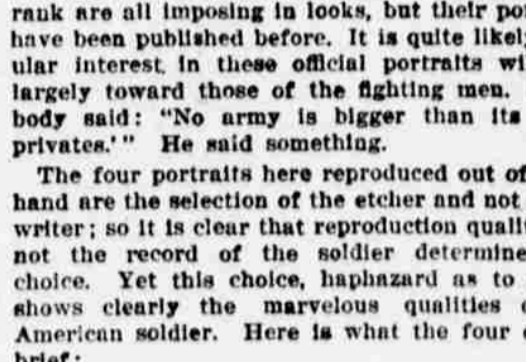 rank are all imposing in looks, but their po
have been published before. It is quite likel
ular interest in these official portraits wi
largely toward those of the fighting men.
body said: "No army is bigger than its
privates.'" He said something.
The four portraits here reproduced out of
hand are the selection of the etcher and not
writer; so it is clear that reproduction quali
not the record of the soldier determine
choice. Yet this choice, haphazard as to
shows clearly the marvelous qualities
American soldier. Here is what the four
brief: